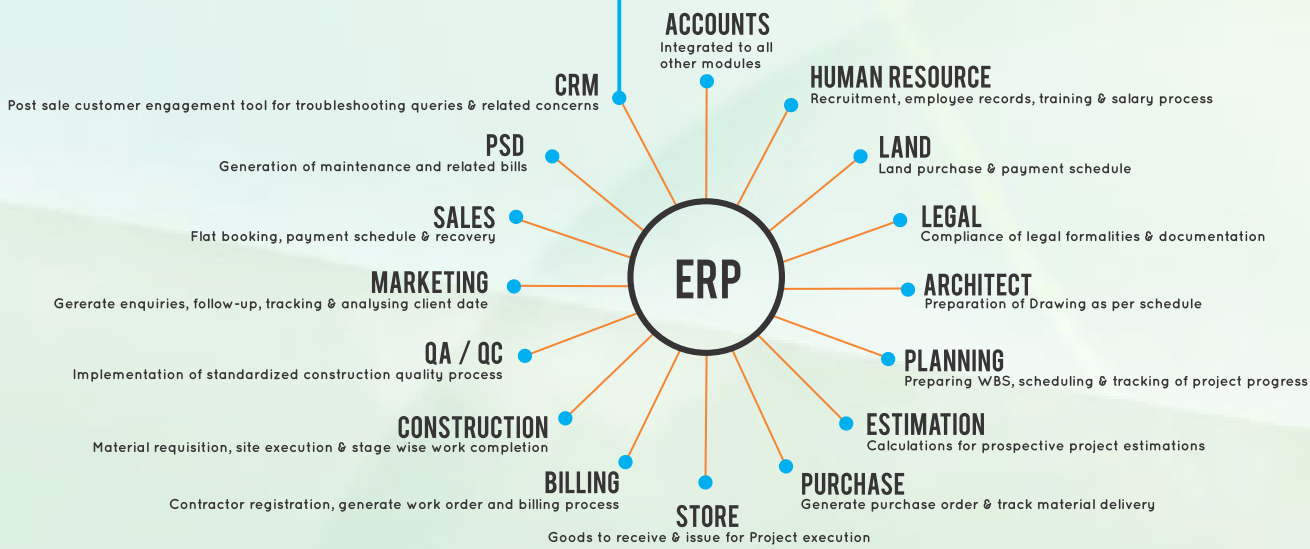 ACCOUNTS
Integrated to all
other modules
HUMAN RESOURCE
Recruitment, employee records, training & salary process
LAND
Land purchase & payment schedule
LEGAL
Compliance of legal formalities & documentation
ARCHITECT
Preparation of Drawing as per schedule
PLANNING
Preparing WBS, scheduling & tracking of project progress
ESTIMATION
Calculations for prospective project estimations
PURCHASE
Generate purchase order & track material delivery
STORE
Goods to receive & issue for Project execution
BILLING
Contractor registration, generate work order and billing process
CONSTRUCTION
Material requisition, site execution & stage wise work completion
QA / QC
Implementation of standardized construction quality process
MARKETING
Gererate enquiries, follow-up, tracking & analysing client date
SALES
Flat booking, payment schedule & recovery
PSD
Generation of maintenance and related bills
CRM
Post sale customer engagement tool for troubleshooting queries & related concerns
ERP